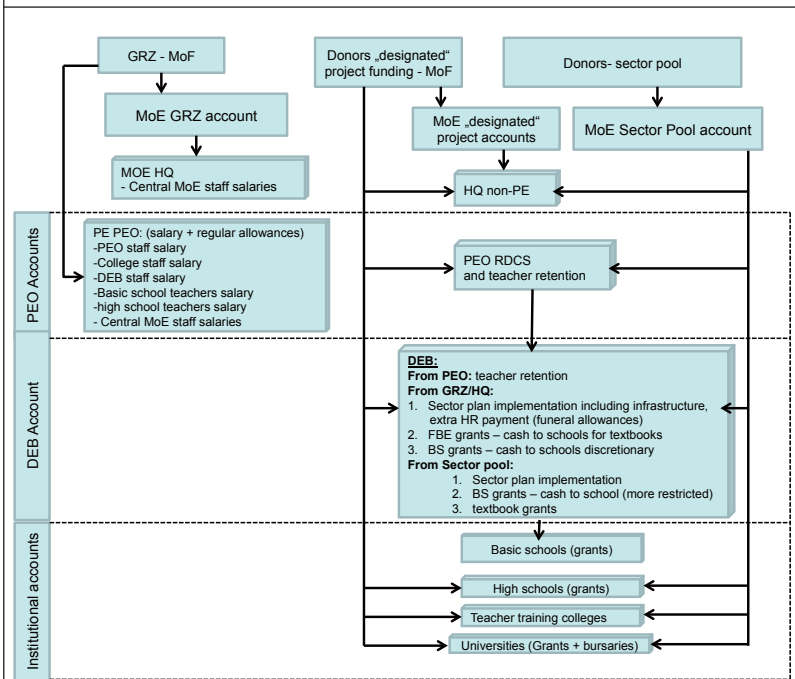 GRZ - MoF
Donors „designated“
project funding - MoF
Donors- sector pool
MoE GRZ account
MoE „designated“
project accounts
MoE Sector Pool account
MOE HQ
- Central MoE staff salaries
HQ non-PE
PEO Accounts
PE PEO: (salary + regular allowances)
-PEO staff salary
-College staff salary
-DEB staff salary
-Basic school teachers salary
-high school teachers salary
- Central MoE staff salaries
PEO RDCS
and teacher retention
DEB Account
DEB:
From PEO: teacher retention
From GRZ/HQ:
1. Sector plan implementation including infrastructure,
extra HR payment (funeral allowances)
2. FBE grants – cash to schools for textbooks
3. BS grants – cash to schools discretionary
From Sector pool:
1. Sector plan implementation
2. BS grants – cash to school (more restricted)
3. textbook grants
Institutional accounts
Basic schools (grants)
High schools (grants)
Teacher training colleges
Universities (Grants + bursaries)